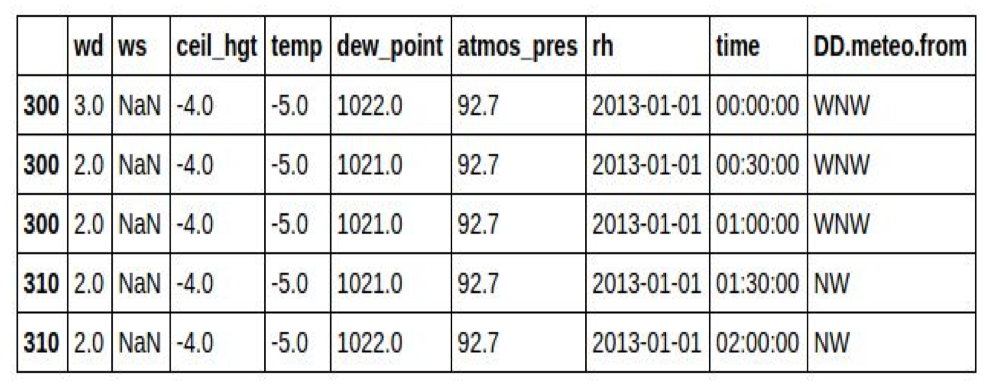 wd ws ceil_hgt temp dew_point atmos_pres rh time DD.meteo.from
300 3.0 NaN -4.0 -5.0 1022.0 92.7 2013-01-01 00:00:00 WNW
300 2.0 NaN -4.0 -5.0 1021.0 92.7 2013-01-01 00:30:00 WNW
300 2.0 NaN -4.0 -5.0 1021.0 92.7 2013-01-01 01:00:00 WNW
310 2.0 NaN -4.0 -5.0 1021.0 92.7 2013-01-01 01:30:00 NW
310 2.0 NaN -4.0 -5.0 1022.0 92.7 2013-01-01 02:00:00 NW